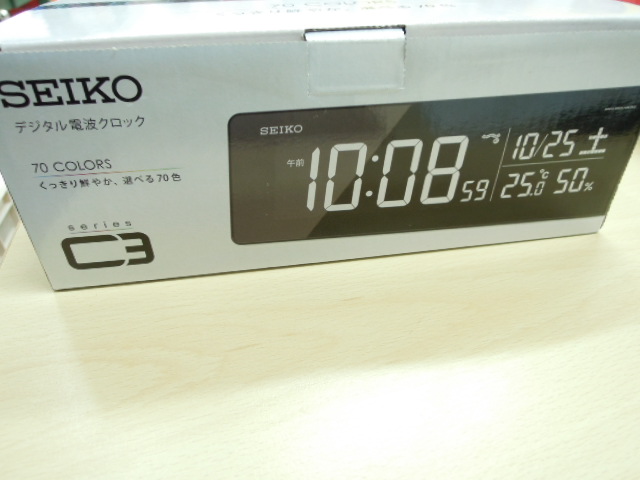 70 COLORS
SEIKO
デジタル電波クロック
70 COLORS
くっきり鮮やか、選べる70色
series
C3
SEIKO
午前 10:08 59
10/25 土
25.0℃ 50%